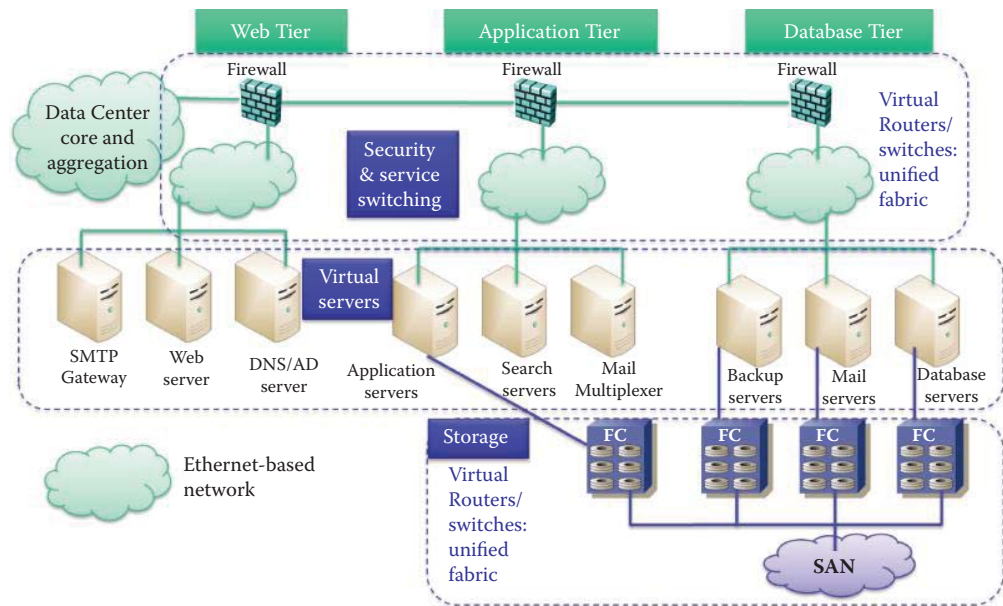 Web Tier
Application Tier
Database Tier
Firewall
Firewall
Firewall
Data Center
core and
aggregation
Security
& service
switching
Virtual
Routers/
switches:
unified
fabric
Virtual
servers
SMTP
Gateway
Web
server
DNS/AD
server
Application
servers
Search
servers
Mail
Multiplexer
Backup
servers
Mail
servers
Database
servers
Storage
FC
FC
FC
FC
Virtual
Routers/
switches:
unified
fabric
Ethernet-based
network
SAN